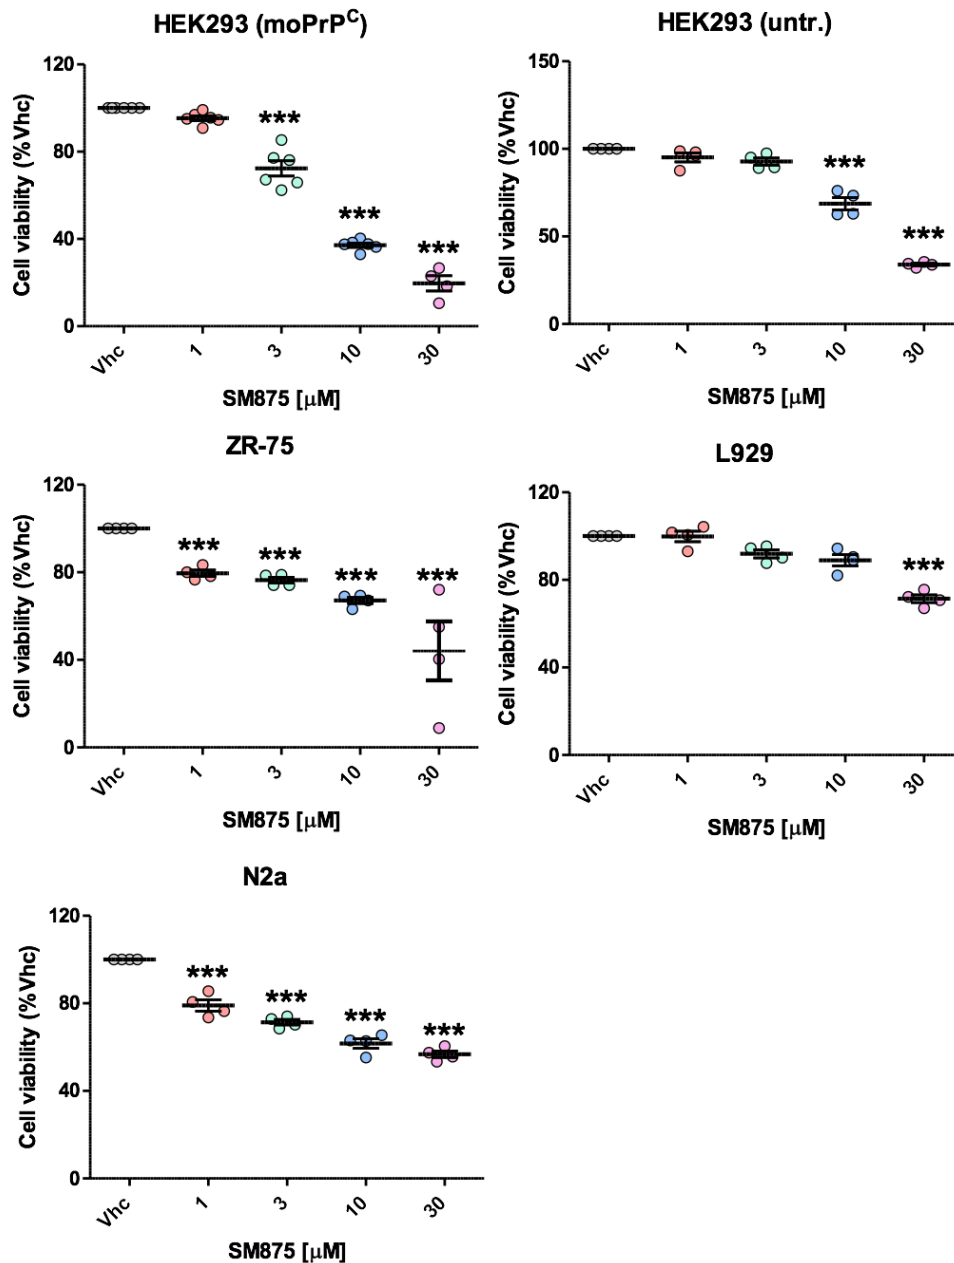 HEK293 (moPrPC)
Cell viability (%Vhc)
120
80
40
0
***
***
***
Vhc 1 3 10 30
SM875 [μM]
HEK293 (untr.)
Cell viability (%Vhc)
150
100
50
0
***
***
Vhc 1 3 10 30
SM875 [μM]
ZR-75
Cell viability (%Vhc)
120
80
40
0
*** *** *** ***
Vhc 1 3 10 30
SM875 [μM]
L929
Cell viability (%Vhc)
120
80
40
0
***
Vhc 1 3 10 30
SM875 [μM]
N2a
Cell viability (%Vhc)
120
80
40
0
*** *** *** ***
Vhc 1 3 10 30
SM875 [μM]